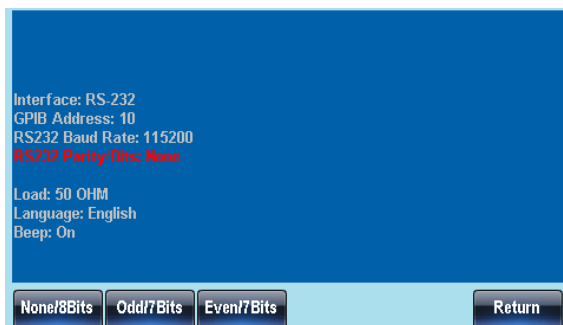 Interface: RS-232
GPIB Address: 10
RS232 Baud Rate: 115200
RS232 Parity/Bits: None
Load: 50 OHM
Language: English
Beep: On
None/8Bits Odd/7Bits Even/7Bits Return